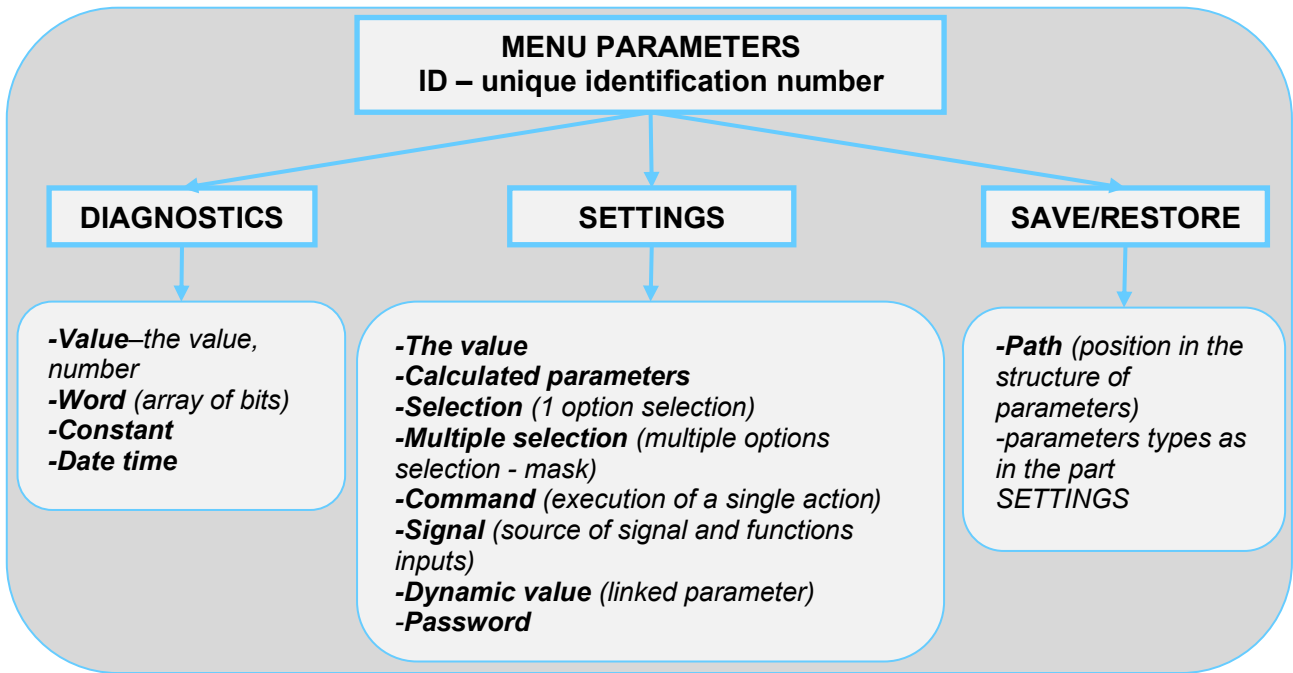 MENU PARAMETERS
ID – unique identification number
DIAGNOSTICS
SETTINGS
SAVE/RESTORE
-Value–the value,
number
-Word (array of bits)
-Constant
-Date time
-The value
-Calculated parameters
-Selection (1 option selection)
-Multiple selection (multiple options
selection - mask)
-Command (execution of a single action)
-Signal (source of signal and functions
inputs)
-Dynamic value (linked parameter)
-Password
-Path (position in the
structure of
parameters)
-parameters types as
in the part
SETTINGS